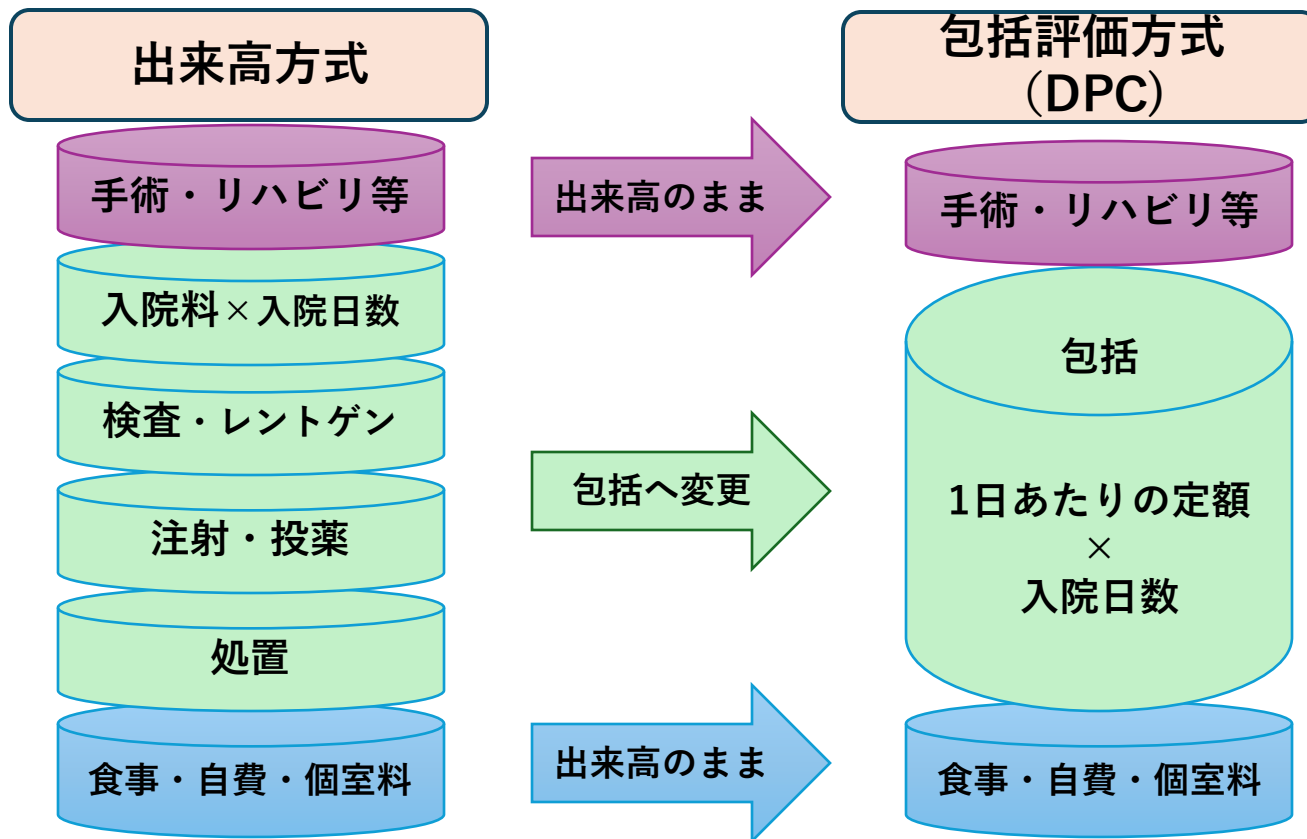 出来高方式
包括評価方式
（DPC）
手術・リハビリ等
出来高のまま
手術・リハビリ等
入院料×入院日数
検査・レントゲン
注射・投薬
処置
包括へ変更
包括
1日あたりの定額
×
入院日数
食事・自費・個室料
出来高のまま
食事・自費・個室料